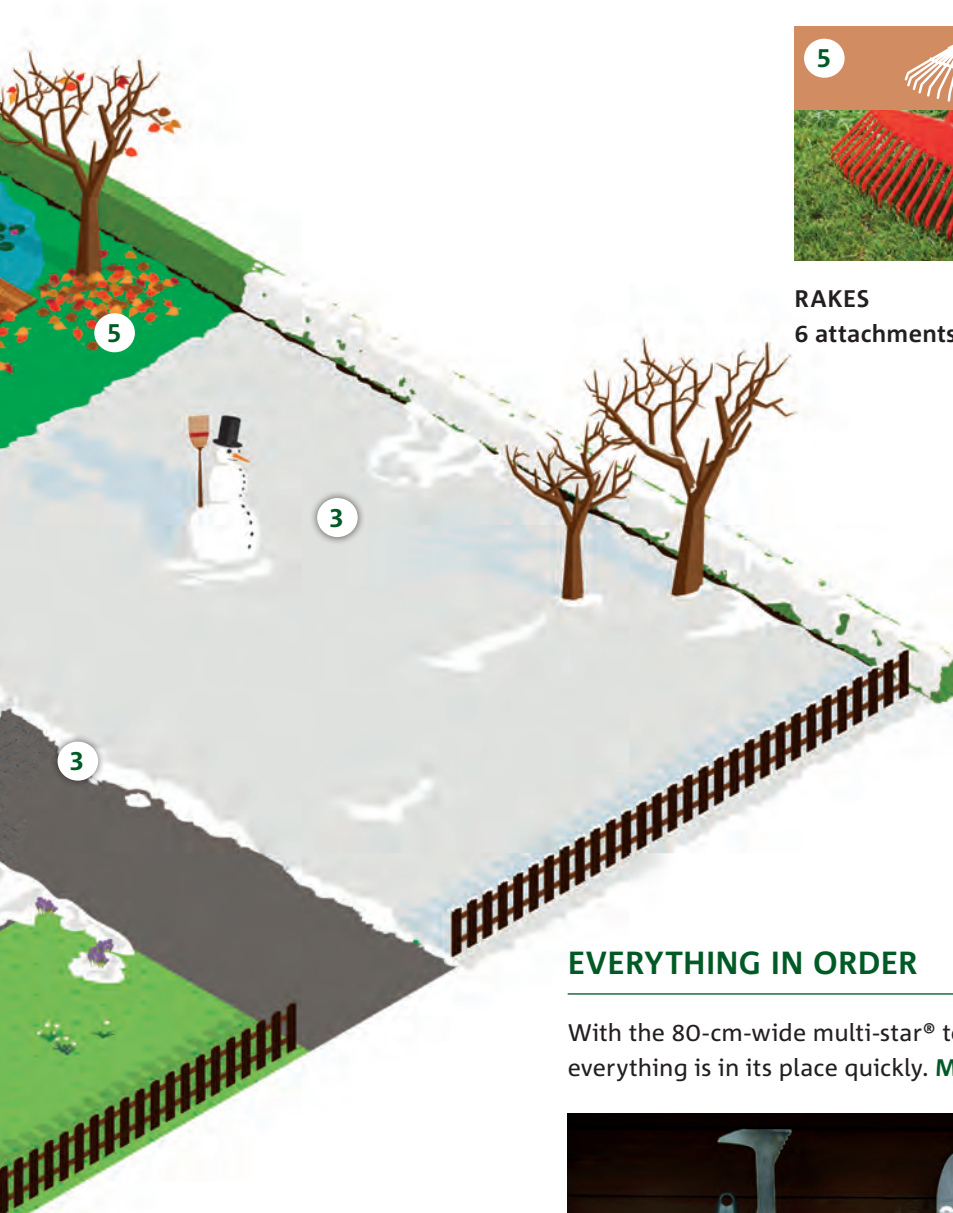 5
RAKES
6 attachments
5
3
3
EVERYTHING IN ORDER
With the 80-cm-wide multi-star®
everything is in its place quickly.